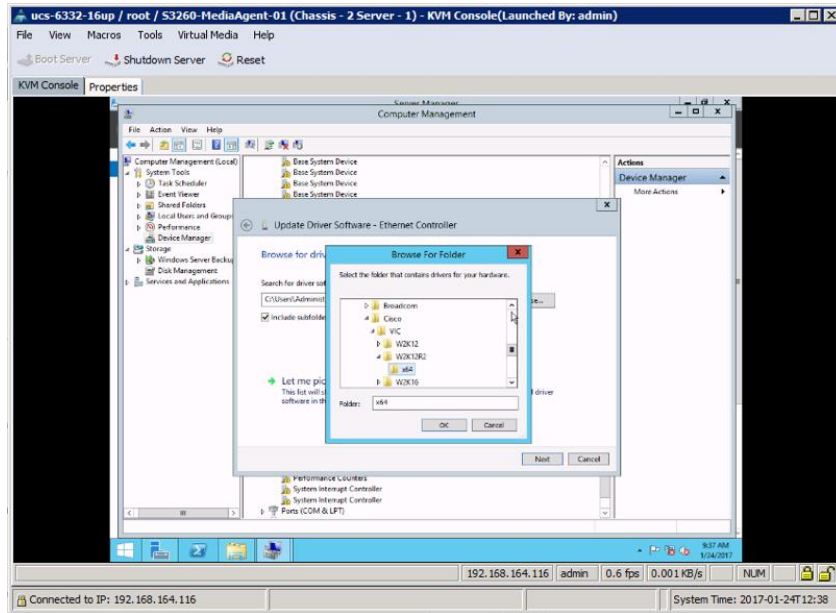 ucs-6332-16up / root / S3260-MediaAgent-01 (Chassis - 2 Server - 1) - KVM Console(Launched By: admin)
File View Macros Tools Virtual Media Help
Boot Server Shutdown Server Reset
KVM Console Properties
Server Manager
Computer Management
File Action View Help
Computer Management (Local)
System Tools
Task Scheduler
Event Viewer
Shared Folders
Local Users and Groups
Performance
Device Manager
Storage
Windows Server Backup
Disk Management
Services and Applications
Base System Device
Base System Device
Base System Device
Base System Device
Actions
Device Manager
More Actions
Update Driver Software - Ethernet Controller
Browse for driv
Search for driver sof
C:\Users\Administ
Include subfolde
Let me pic
This list will s
software in th
d driver
Browse For Folder
Select the folder that contains drivers for your hardware.
Broadcom
Cisco
VIC
W2K12
W2K12R2
x64
W2K16
Folder: x64
OK Cancel
Next Cancel
Performance Counters
System Interrupt Controller
System Interrupt Controller
Ports (COM & LPT)
9:37 AM
1/24/2017
192.168.164.116 admin 0.6 fps 0.001 KB/s NUM
Connected to IP: 192.168.164.116 System Time: 2017-01-24T12:38